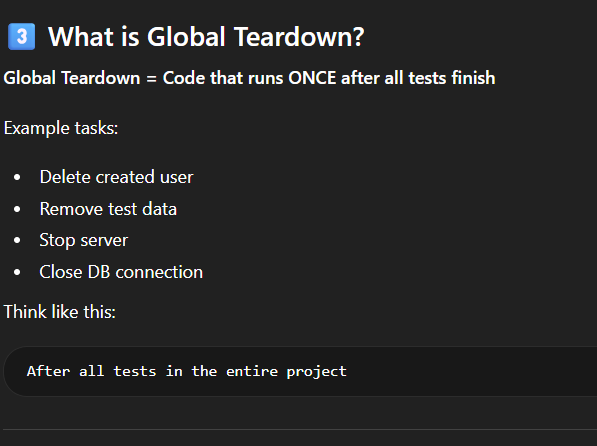 3 What is Global Teardown?
Global Teardown = Code that runs ONCE after all tests finish
Example tasks:
• Delete created user
• Remove test data
• Stop server
• Close DB connection
Think like this:
After all tests in the entire project